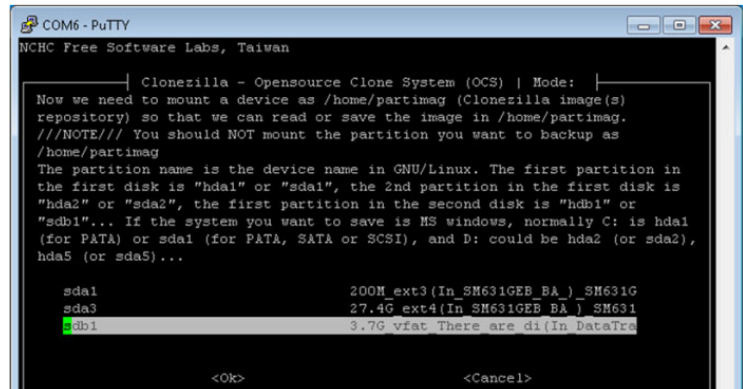 COM6 - PuTTY
NCHC Free Software Labs, Taiwan
Clonezilla - Opensource Clone System (OCS) | Mode:
Now we need to mount a device as /home/partimag (Clonezilla image(s)
repository) so that we can read or save the image in /home/partimag.
///NOTE/// You should NOT mount the partition you want to backup as
/home/partimag
The partition name is the device name in GNU/Linux. The first partition in
the first disk is "hda1" or "sda1", the 2nd partition in the first disk is
"hda2" or "sda2", the first partition in the second disk is "hdb1" or
"sdb1"... If the system you want to save is MS windows, normally C: is hda1
(for PATA) or sda1 (for PATA, SATA or SCSI), and D: could be hda2 (or sda2),
hda5 (or sda5)...
sda1 200M_ext3(In_SM631GEB_BA_)_SM631G
sda3 27.4G_ext4(In_SM631GEB_BA_)_SM631
sdb1 3.7G_vfat_There_are_di(In_DataTra
<Ok> <Cancel>